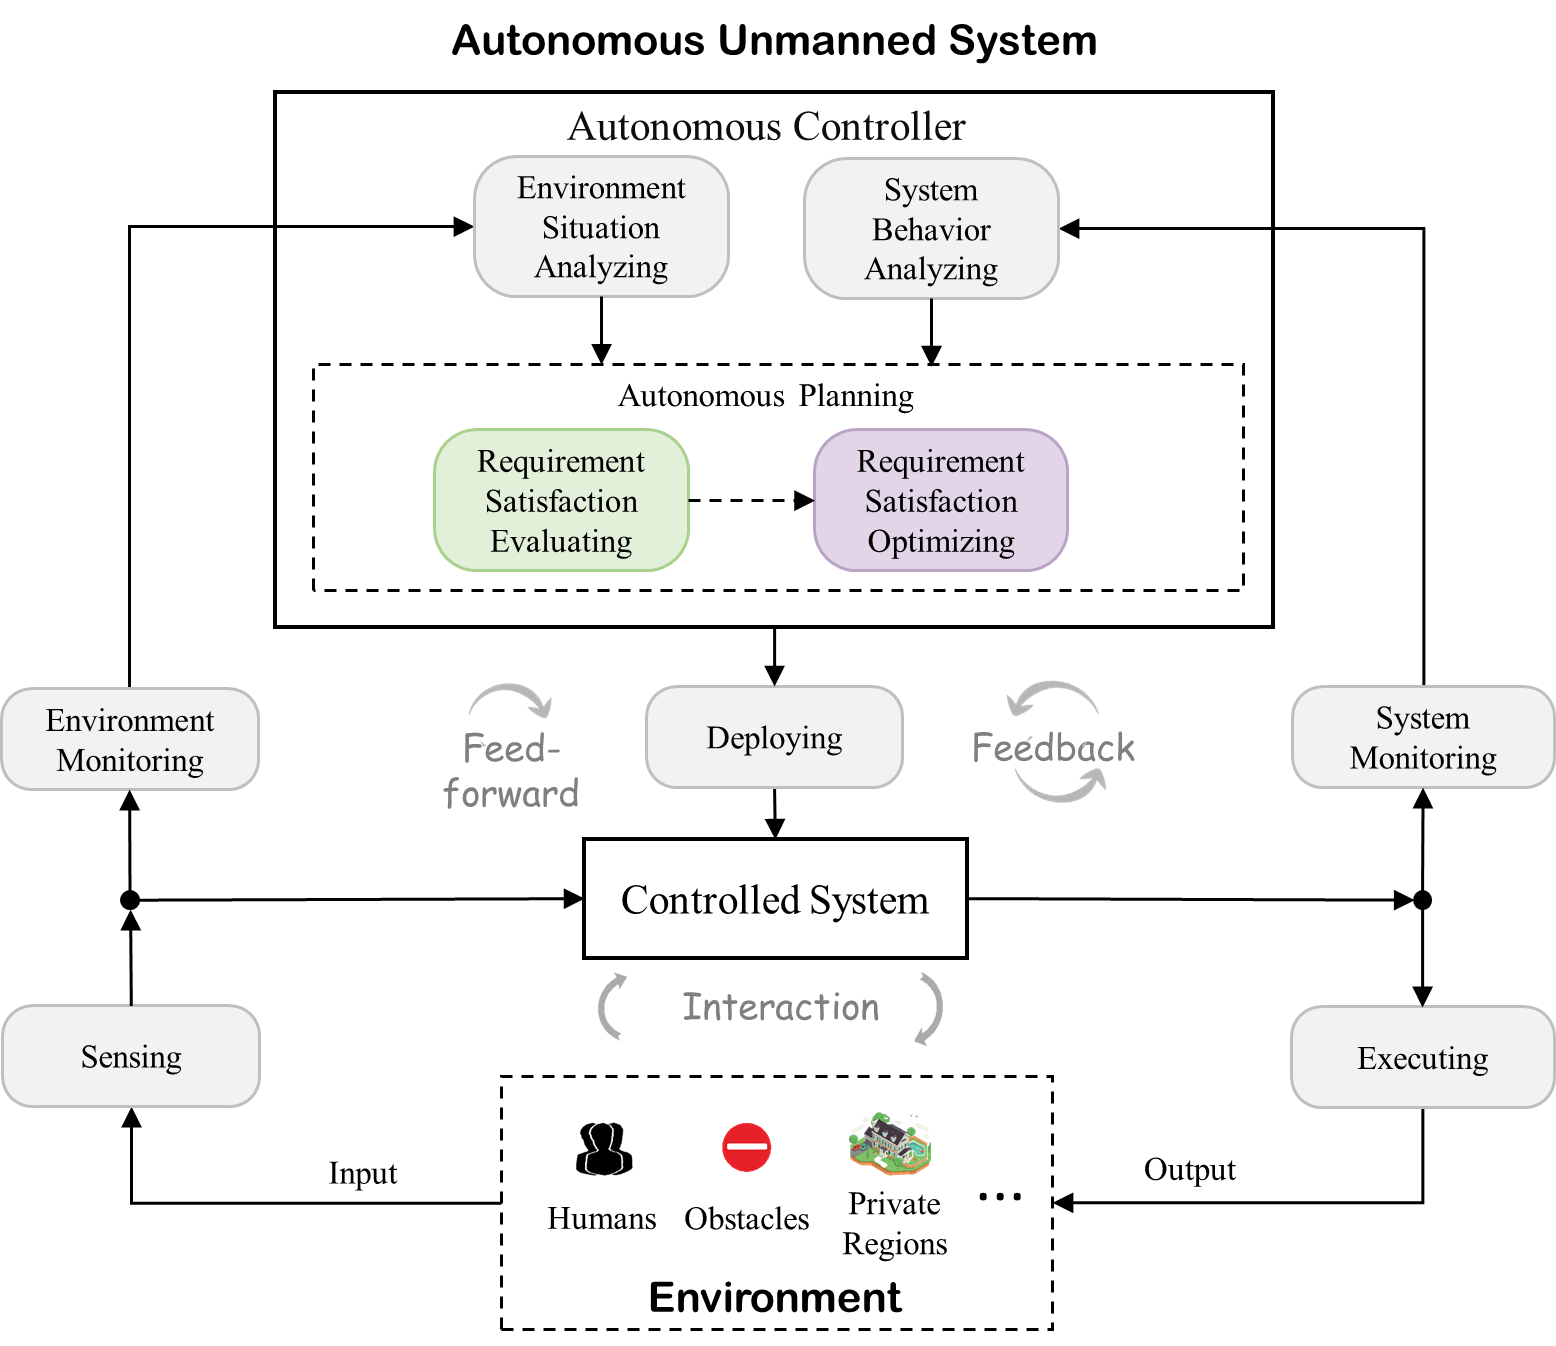 Autonomous Unmanned System
Autonomous Controller
Environment
Situation
Analyzing
System
Behavior
Analyzing
Autonomous Planning
Requirement
Satisfaction
Evaluating
Requirement
Satisfaction
Optimizing
Environment
Monitoring
Feed-
forward
Deploying
Feedback
System
Monitoring
Controlled System
Sensing
Interaction
Executing
Input
Output
Humans
Obstacles
Private
Regions
...
Environment